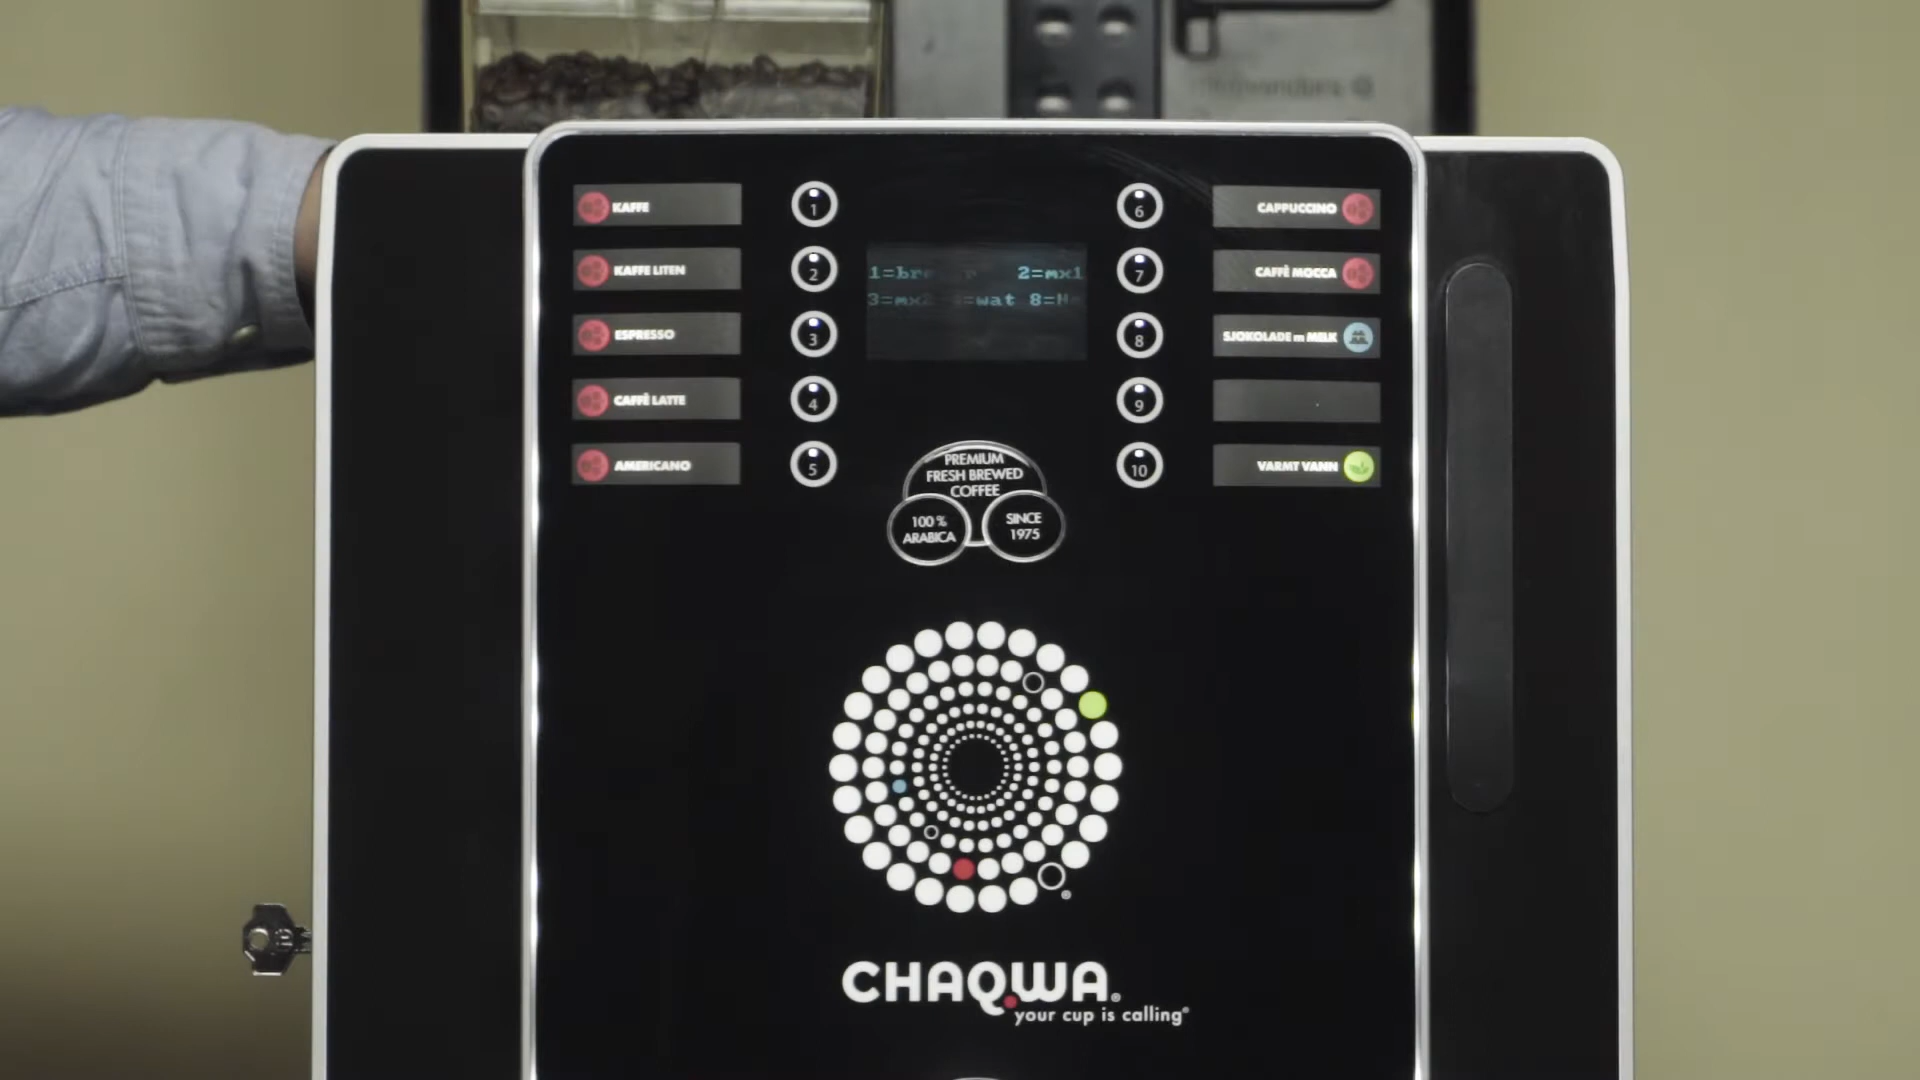 KAFFE
1
KAFFE LITEN
2
ESPRESSO
3
CAFFÈ LATTE
4
AMERICANO
5
2=mx1
8=
6
CAPPUCCINO
7
CAFFÈ MOCCA
8
SJOKOLADE m MELK
9
10
VARMT VANN
PREMIUM
FRESH BREWED
COFFEE
100 %
ARABICA
SINCE
1975
CHAQWA®
your cup is calling®